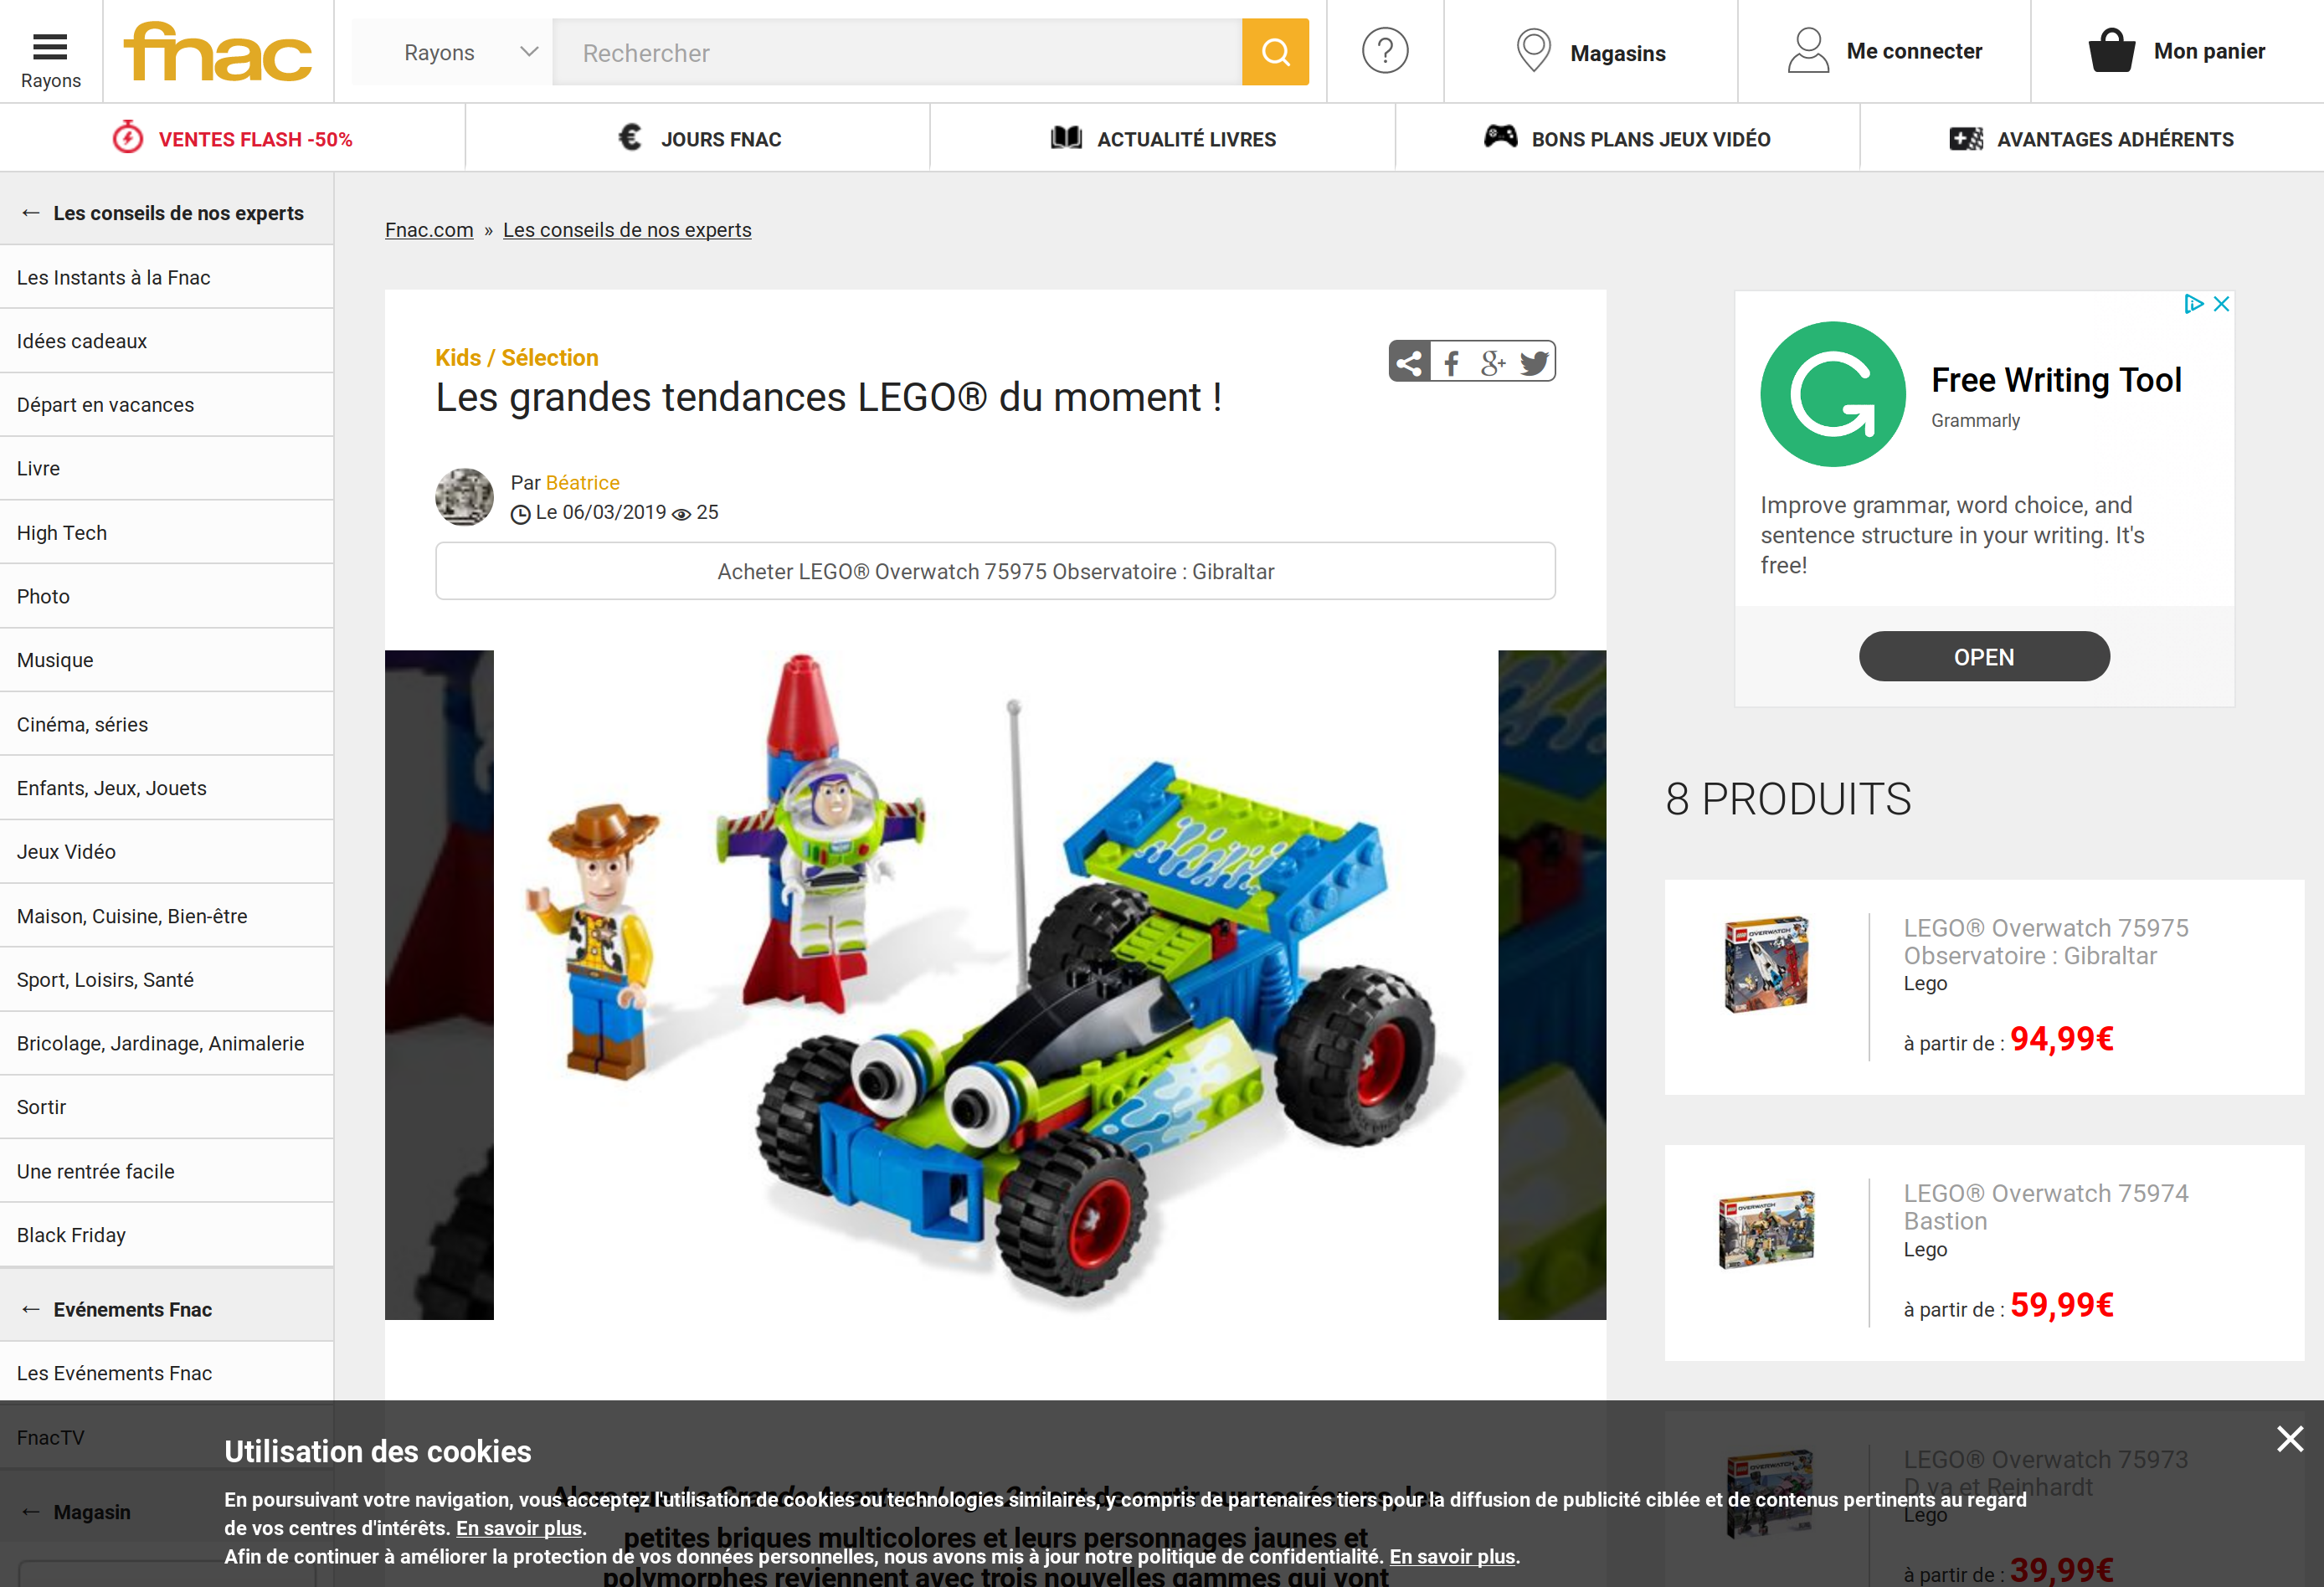 Rayons
fnac
Rayons
Rechercher
?
Magasins
Me connecter
Mon panier
VENTES FLASH -50%
€ JOURS FNAC
ACTUALITÉ LIVRES
BONS PLANS JEUX VIDÉO
AVANTAGES ADHÉRENTS
← Les conseils de nos experts
Les Instants à la Fnac
Idées cadeaux
Départ en vacances
Livre
High Tech
Photo
Musique
Cinéma, séries
Enfants, Jeux, Jouets
Jeux Vidéo
Maison, Cuisine, Bien-être
Sport, Loisirs, Santé
Bricolage, Jardinage, Animalerie
Sortir
Une rentrée facile
Black Friday
← Evénements Fnac
Les Evénements Fnac
FnacTV
← Magasin
Fnac.com » Les conseils de nos experts
Kids / Sélection
Les grandes tendances LEGO® du moment !
Par Béatrice
Le 06/03/2019 25
Acheter LEGO® Overwatch 75975 Observatoire : Gibraltar
Free Writing Tool
Grammarly
Improve grammar, word choice, and
sentence structure in your writing. It's
free!
OPEN
8 PRODUITS
LEGO® Overwatch 75975
Observatoire : Gibraltar
Lego
à partir de : 94,99€
LEGO® Overwatch 75974
Bastion
Lego
à partir de : 59,99€
LEGO® Overwatch 75973
D.va et Reinhardt
Lego
à partir de : 39,99€
petites briques multicolores et leurs personnages jaunes et
polymorphes reviennent avec trois nouvelles gammes qui vont
Utilisation des cookies
En poursuivant votre navigation, vous acceptez l'utilisation de cookies ou technologies similaires, y compris de partenaires tiers pour la diffusion de publicité ciblée et de contenus pertinents au regard
de vos centres d'intérêts. En savoir plus.
Afin de continuer à améliorer la protection de vos données personnelles, nous avons mis à jour notre politique de confidentialité. En savoir plus.